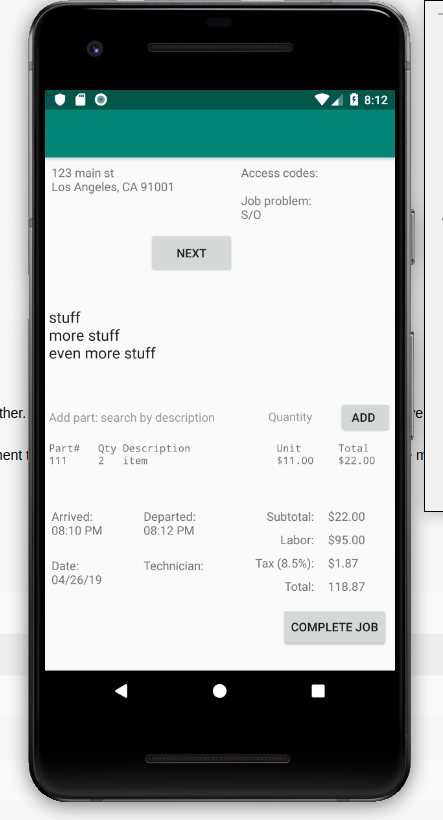 8:12
123 main st
Los Angeles, CA 91001
Access codes:
Job problem:
S/O
NEXT
stuff
more stuff
even more stuff
ther.
Add part: search by description Quantity ADD
Part# Qty Description Unit Total
111 2 item $11.00 $22.00
Arrived: Departed:
08:10 PM 08:12 PM
Date: Technician:
04/26/19
Subtotal: $22.00
Labor: $95.00
Tax (8.5%): $1.87
Total: 118.87
COMPLETE JOB